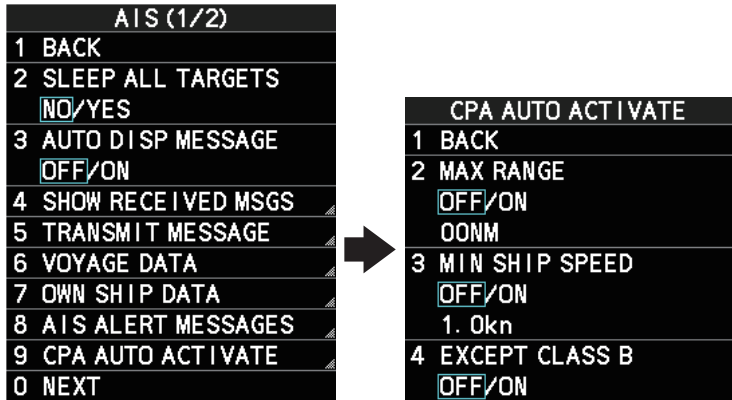 AIS (1/2)
1 BACK
2 SLEEP ALL TARGETS
NO/YES
3 AUTO DISP MESSAGE
OFF/ON
4 SHOW RECEIVED MSGS
5 TRANSMIT MESSAGE
6 VOYAGE DATA
7 OWN SHIP DATA
8 AIS ALERT MESSAGES
9 CPA AUTO ACTIVATE
0 NEXT
CPA AUTO ACTIVATE
1 BACK
2 MAX RANGE
OFF/ON
00NM
3 MIN SHIP SPEED
OFF/ON
1.0kn
4 EXCEPT CLASS B
OFF/ON